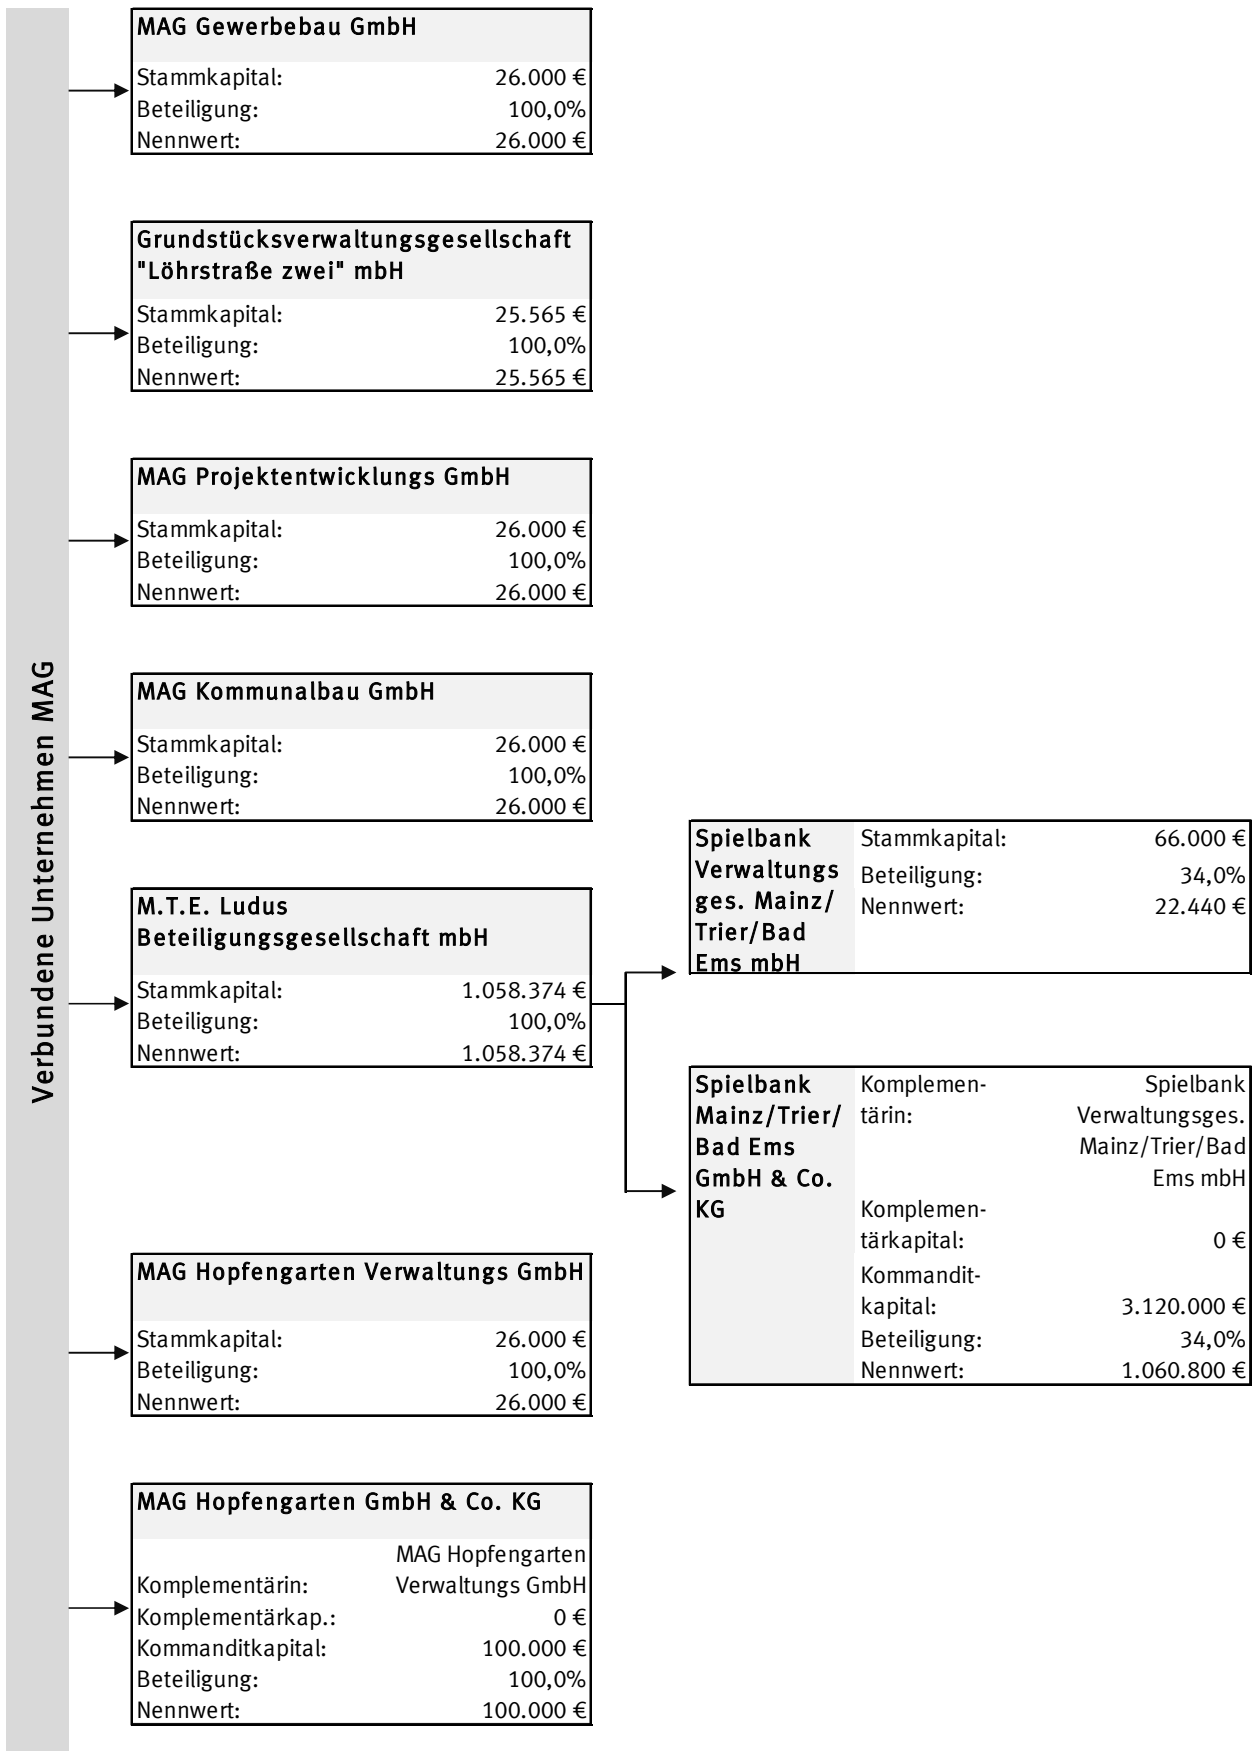 Verbundene Unternehmen MAG
MAG Gewerbebau GmbH
Stammkapital: 26.000 €
Beteiligung: 100,0%
Nennwert: 26.000 €
Grundstücksverwaltungsgesellschaft
"Löhrstraße zwei" mbH
Stammkapital: 25.565 €
Beteiligung: 100,0%
Nennwert: 25.565 €
MAG Projektentwicklungs GmbH
Stammkapital: 26.000 €
Beteiligung: 100,0%
Nennwert: 26.000 €
MAG Kommunalbau GmbH
Stammkapital: 26.000 €
Beteiligung: 100,0%
Nennwert: 26.000 €
M.T.E. Ludus
Beteiligungsgesellschaft mbH
Stammkapital: 1.058.374 €
Beteiligung: 100,0%
Nennwert: 1.058.374 €
Spielbank
Verwaltungs
ges. Mainz/
Trier/Bad
Ems mbH
Stammkapital: 66.000 €
Beteiligung: 34,0%
Nennwert: 22.440 €
Spielbank
Mainz/Trier/
Bad Ems
GmbH & Co.
KG
Komplemen- Spielbank
tärin: Verwaltungsges.
Mainz/Trier/Bad
Ems mbH
Komplemen-
tärkapital: 0 €
Kommandit-
kapital: 3.120.000 €
Beteiligung: 34,0%
Nennwert: 1.060.800 €
MAG Hopfengarten Verwaltungs GmbH
Stammkapital: 26.000 €
Beteiligung: 100,0%
Nennwert: 26.000 €
MAG Hopfengarten GmbH & Co. KG
MAG Hopfengarten
Komplementärin: Verwaltungs GmbH
Komplementärkap.: 0 €
Kommanditkapital: 100.000 €
Beteiligung: 100,0%
Nennwert: 100.000 €